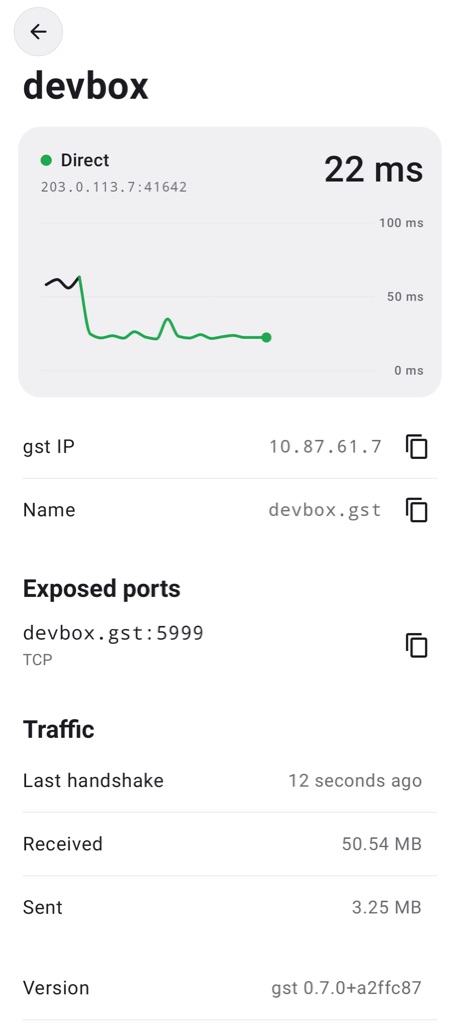 devbox
Direct
22 ms
203.0.113.7:41642
100 ms
50 ms
0 ms
gst IP
10.87.61.7
Name
devbox.gst
Exposed ports
devbox.gst:5999
TCP
Traffic
Last handshake
12 seconds ago
Received
50.54 MB
Sent
3.25 MB
Version
gst 0.7.0+a2ffc87